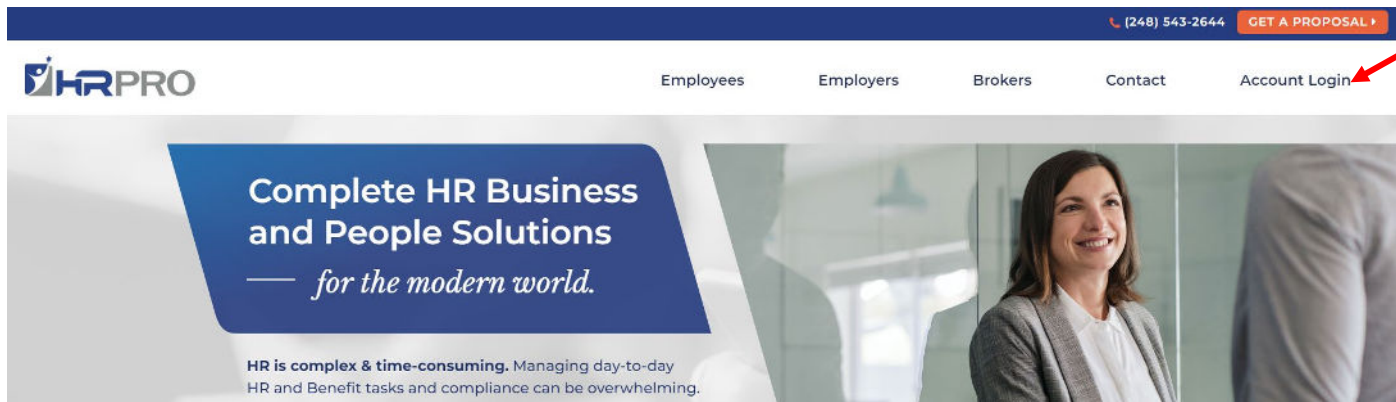 (248) 543-2644 GET A PROPOSAL
HRPRO
Employees Employers Brokers Contact Account Login
Complete HR Business
and People Solutions
for the modern world.
HR is complex & time-consuming. Managing day-to-day
HR and Benefit tasks and compliance can be overwhelming.